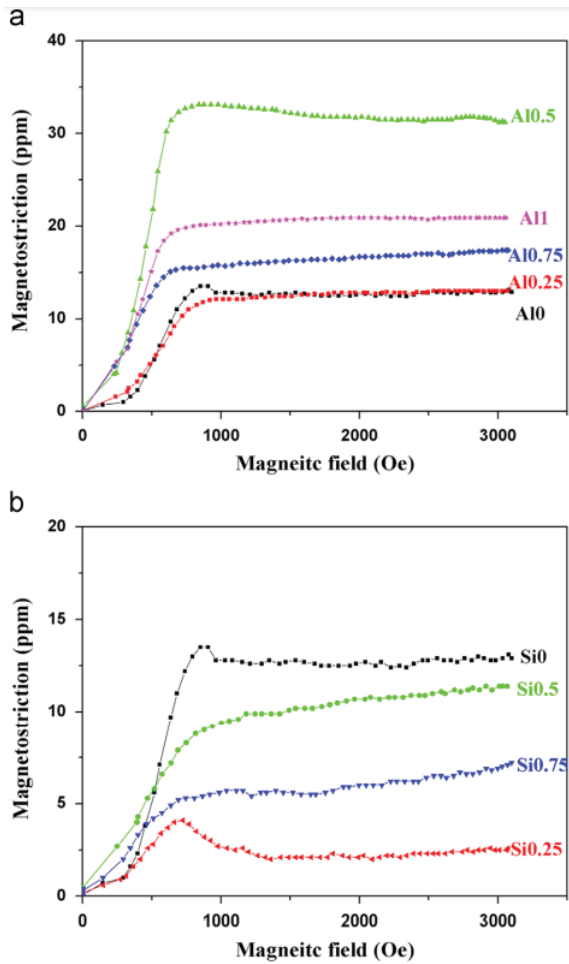 a
40
30
20
10
0
Magnetostriction (ppm)
Al0.5
Al1
Al0.75
Al0.25
Al0
0 1000 2000 3000
Magneitc field (Oe)
b
20
15
10
5
0
Magnetostriction (ppm)
Si0
Si0.5
Si0.75
Si0.25
0 1000 2000 3000
Magneitc field (Oe)